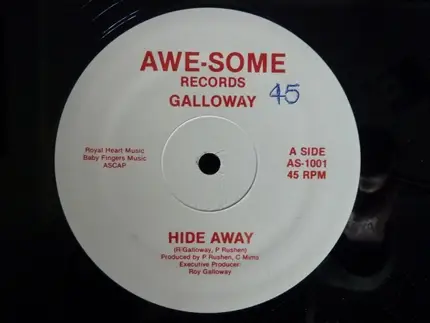 AWE-SOME
RECORDS
GALLOWAY
45
Royal Heart Music
Baby Fingers Music
ASCAP
A SIDE
AS-1001
45 RPM
HIDE AWAY
(R Galloway, P Rushen)
Produced by P Rushen, C Mims
Executive Producer
Roy Galloway